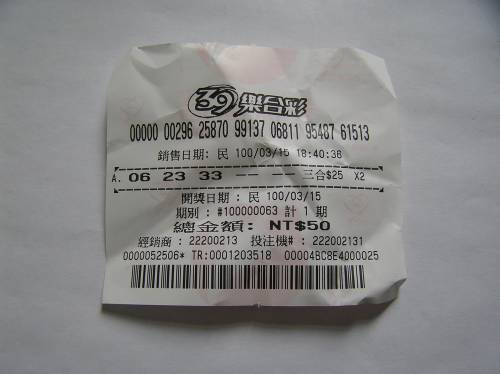 39 樂合彩
00000 00296 25870 99137 06811 95487 61513
銷售日期: 民 100/03/15 18:40:38
A. 06 23 33 -- -- -- 三合$25 X2
開獎日期 : 民 100/03/15
期別 : #100000063 計 1 期
總金額: NT$50
經銷商 : 22200213 投注機# : 222002131
0000052506* TR:0001203518 00004BC8E4000025